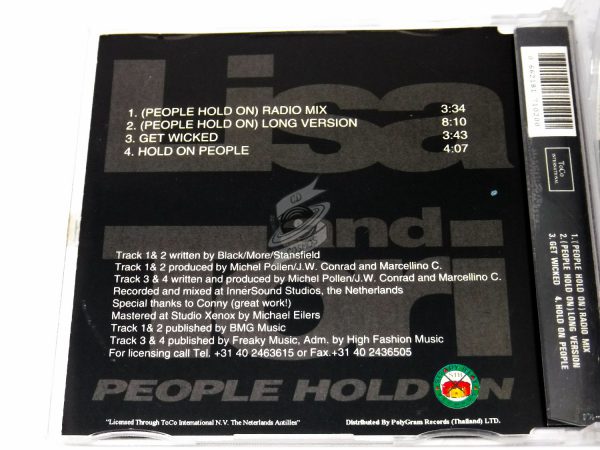 Lisa
and
1. (PEOPLE HOLD ON) RADIO MIX 3:34
2. (PEOPLE HOLD ON) LONG VERSION 8:10
3. GET WICKED 3:43
4. HOLD ON PEOPLE 4:07
CD
Track 1& 2 written by Black/More/Stansfield
Track 1& 2 produced by Michel Pollen/J.W. Conrad and Marcellino C.
Track 3 & 4 written and produced by Michel Pollen/J.W. Conrad and Marcellino C.
Recorded and mixed at InnerSound Studios, the Netherlands
Special thanks to Conny (great work!)
Mastered at Studio Xenox by Michael Eilers
Track 1& 2 published by BMG Music
Track 3 & 4 published by Freaky Music, Adm. by High Fashion Music
For licensing call Tel. +31 40 2463615 or Fax.+31 40 2436505
PEOPLE HOLD ON
"Licensed Through ToCo International N.V. The Neterlands Antilles"
Distributed By PolyGram Records (Thailand) LTD.
ToCo
INTERNATIONAL
1. (PEOPLE HOLD ON) RADIO MIX
2. (PEOPLE HOLD ON) LONG VERSION
3. GET WICKED 4. HOLD ON PEOPLE